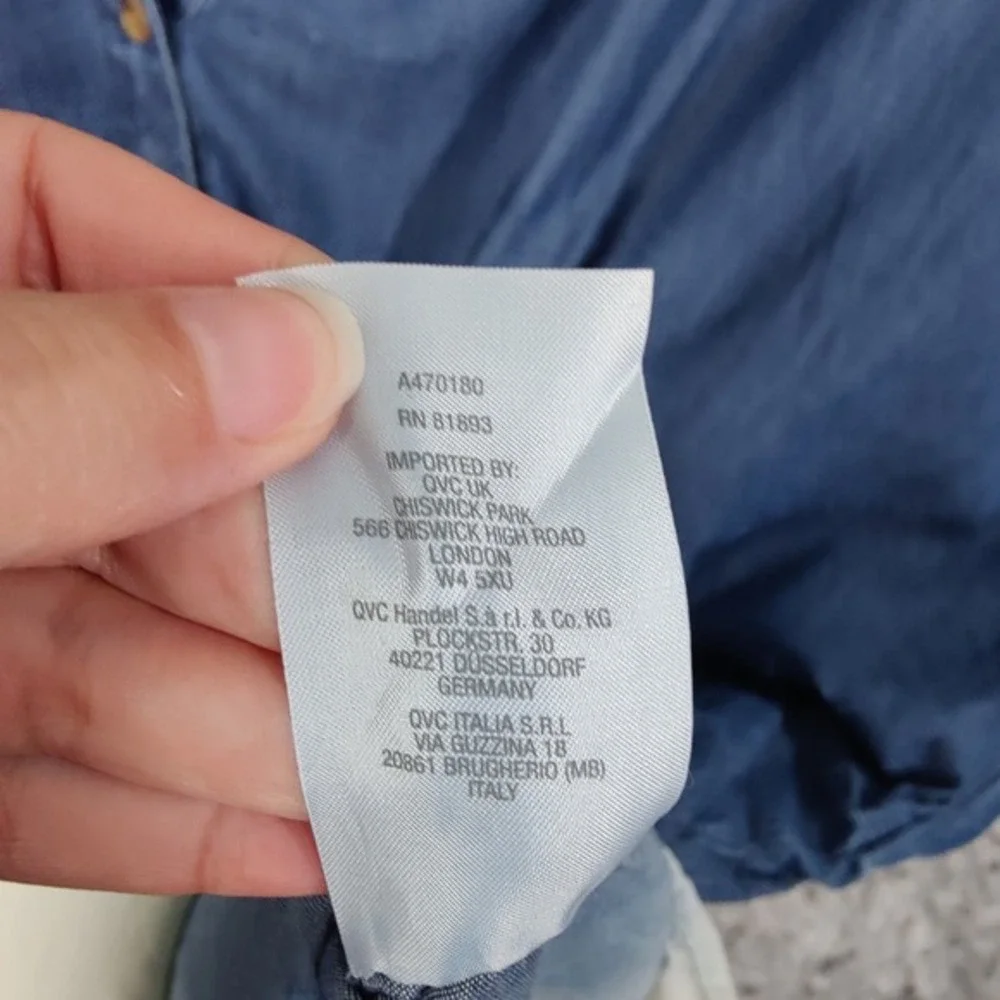 A470180
RN 81893
IMPORTED BY:
QVC UK
CHISWICK PARK
566 CHISWICK HIGH ROAD
LONDON
W4 5XU
QVC Handel S.à r.l. & Co. KG
PLOCKSTR. 30
40221 DÜSSELDORF
GERMANY
QVC ITALIA S.R.L
VIA GUZZINA 18
20861 BRUGHERIO (MB)
ITALY